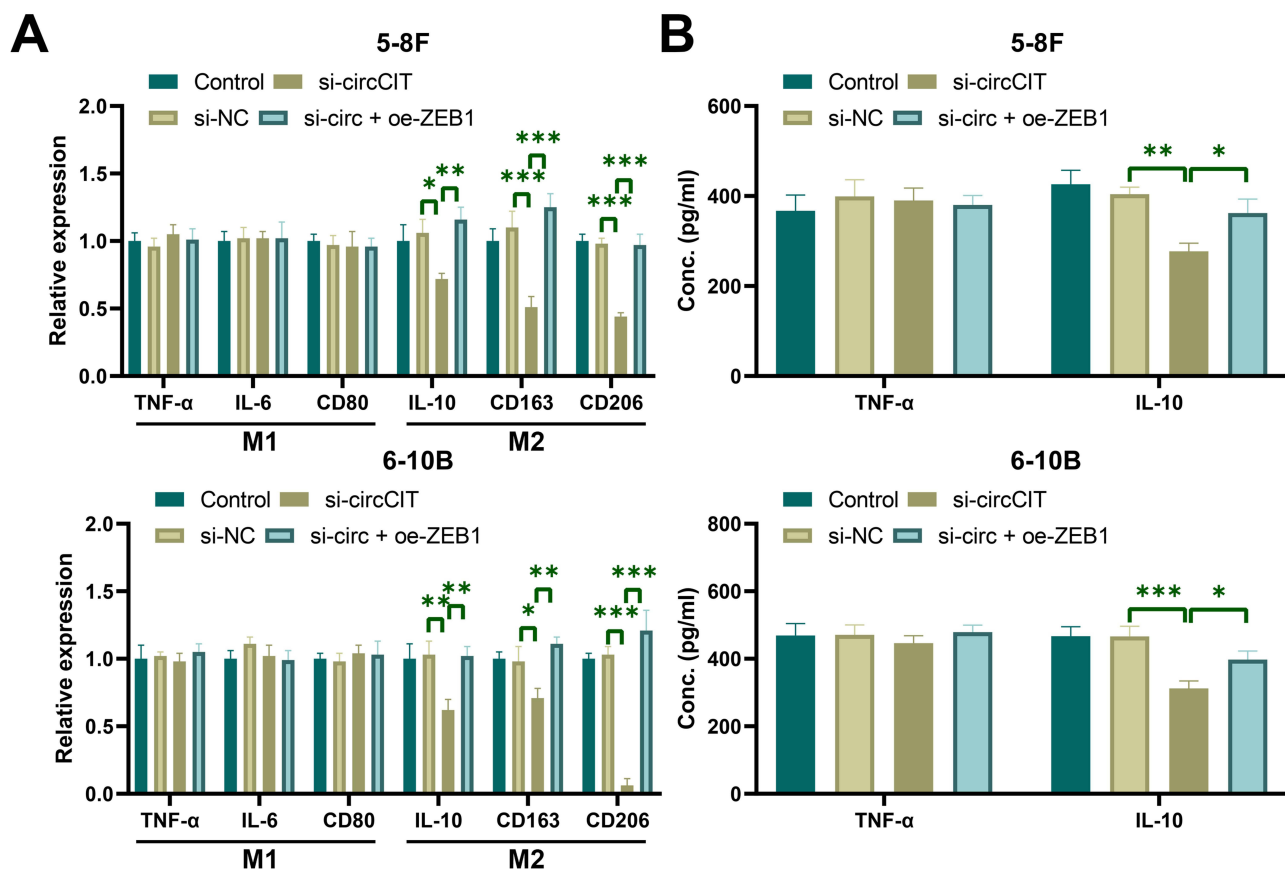 A
5-8F
Control si-circCIT
si-NC si-circ + oe-ZEB1
Relative expression
2.0
1.5
1.0
0.5
0.0
* ** *** *** *** ***
TNF-α IL-6 CD80 IL-10 CD163 CD206
M1 M2
6-10B
Control si-circCIT
si-NC si-circ + oe-ZEB1
Relative expression
2.0
1.5
1.0
0.5
0.0
** ** * ** *** ***
TNF-α IL-6 CD80 IL-10 CD163 CD206
M1 M2
B
5-8F
Control si-circCIT
si-NC si-circ + oe-ZEB1
Conc. (pg/ml)
600
400
200
0
** *
TNF-α IL-10
6-10B
Control si-circCIT
si-NC si-circ + oe-ZEB1
Conc. (pg/ml)
800
600
400
200
0
*** *
TNF-α IL-10